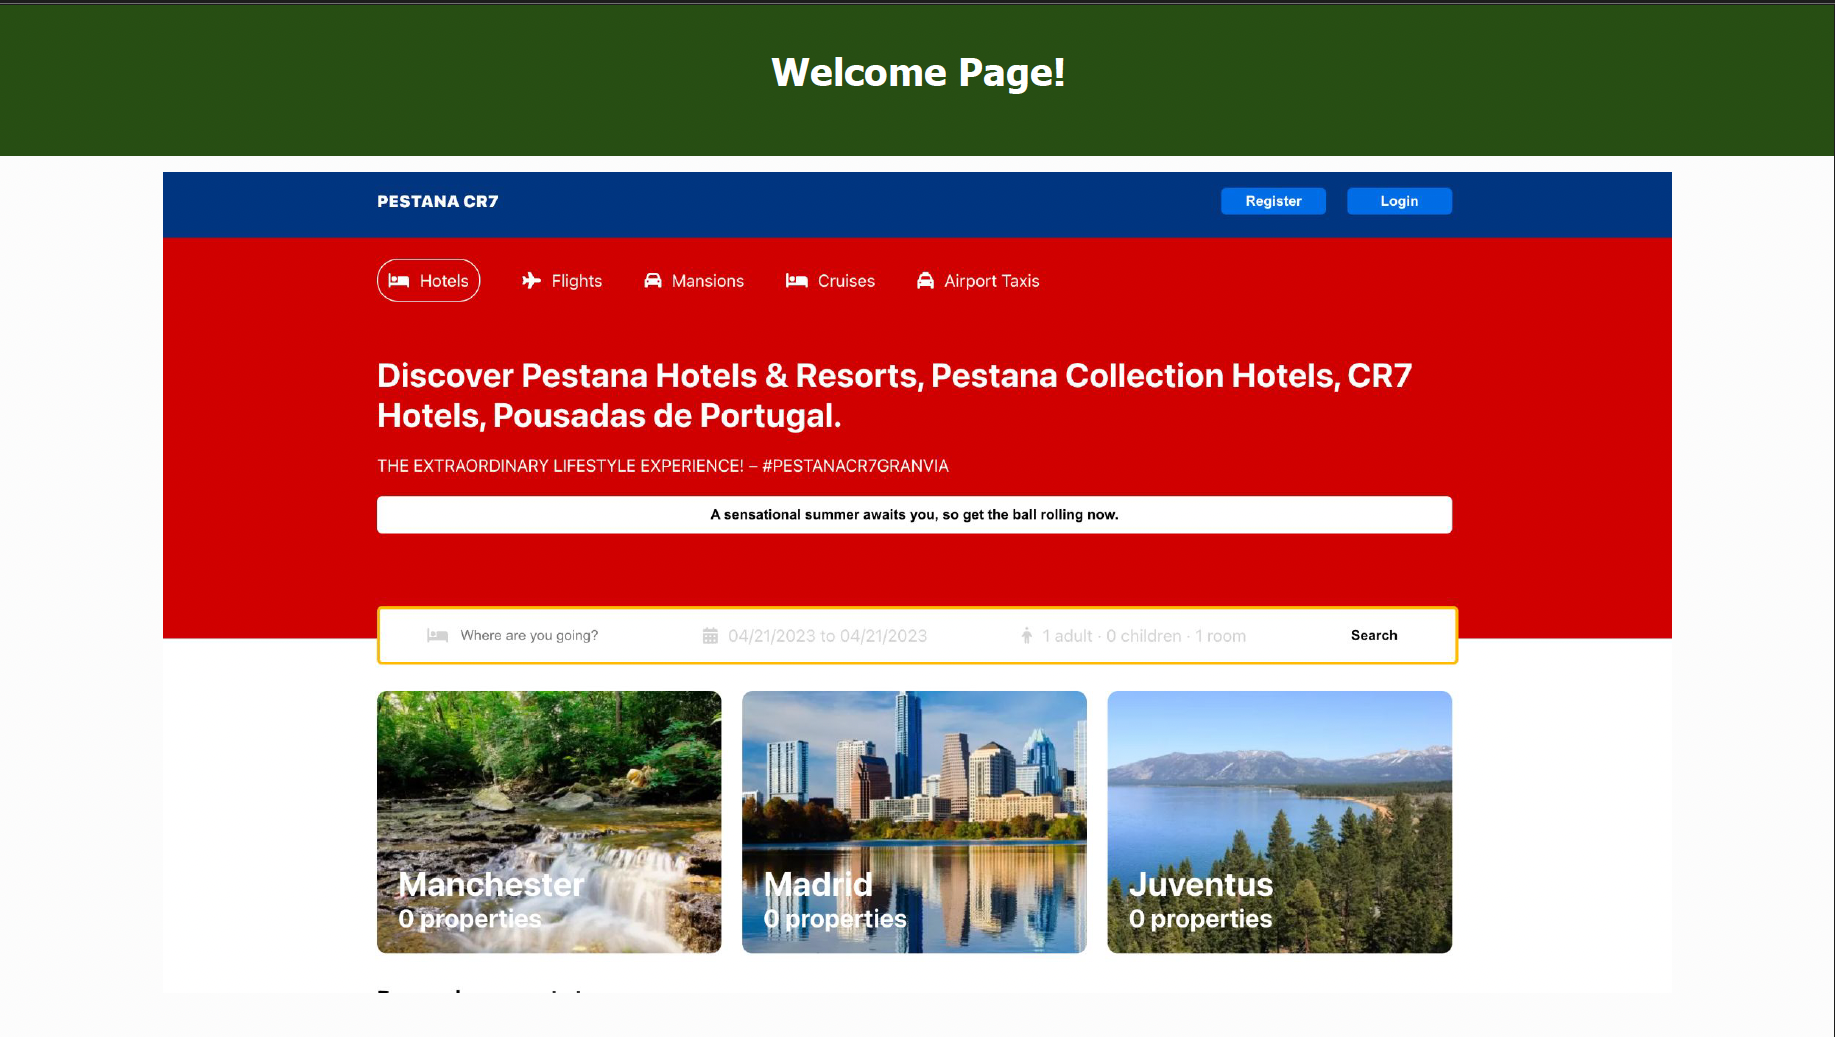 Welcome Page!
PESTANA CR7
Register
Login
Hotels
Flights
Mansions
Cruises
Airport Taxis
Discover Pestana Hotels & Resorts, Pestana Collection Hotels, CR7
Hotels, Pousadas de Portugal.
THE EXTRAORDINARY LIFESTYLE EXPERIENCE! – #PESTANACR7GRANVIA
A sensational summer awaits you, so get the ball rolling now.
Where are you going?
04/21/2023 to 04/21/2023
1 adult · 0 children · 1 room
Search
Manchester
0 properties
Madrid
0 properties
Juventus
0 properties